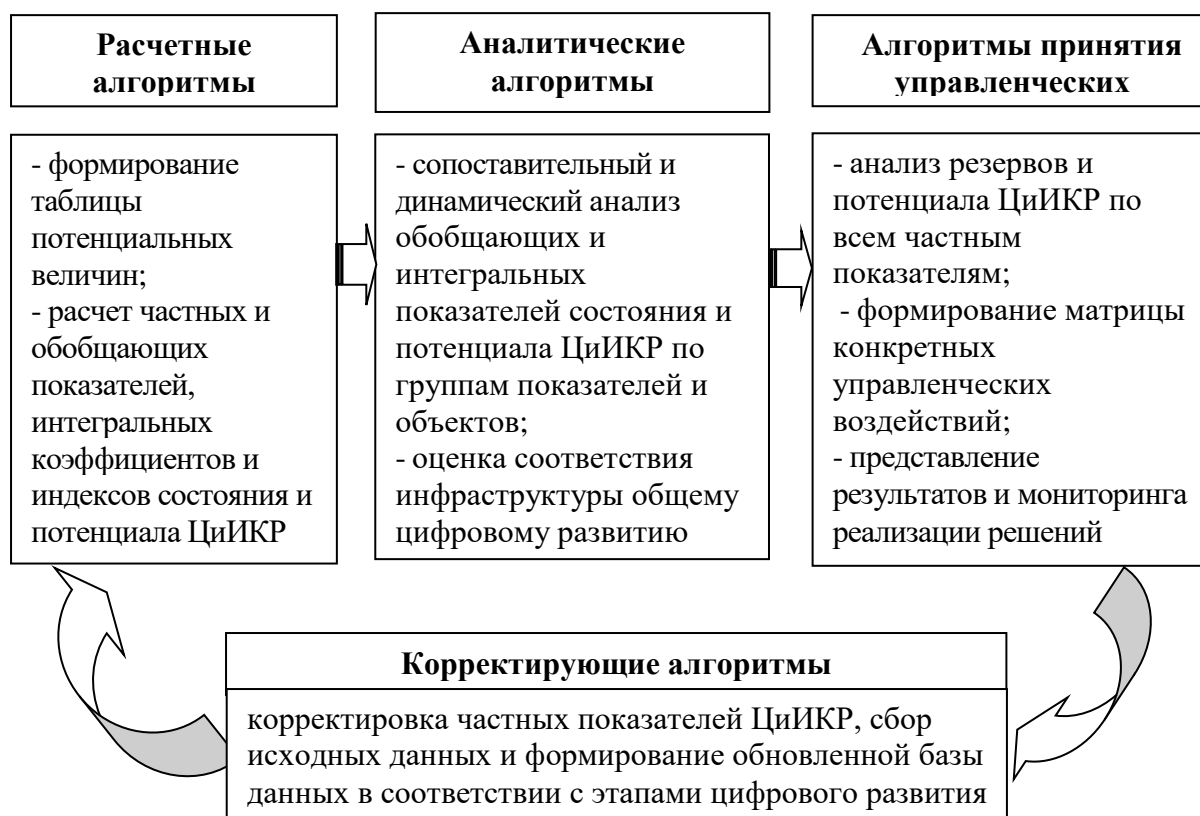 Расчетные
алгоритмы
Аналитические
алгоритмы
Алгоритмы принятия
управленческих
- формирование
таблицы
потенциальных
величин;
- расчет частных и
обобщающих
показателей,
интегральных
коэффициентов и
индексов состояния и
потенциала ЦиИКР
- сопоставительный и
динамический анализ
обобщающих и
интегральных
показателей состояния и
потенциала ЦиИКР по
группам показателей и
объектов;
- оценка соответствия
инфраструктуры общему
цифровому развитию
- анализ резервов и
потенциала ЦиИКР по
всем частным
показателям;
- формирование матрицы
конкретных
управленческих
воздействий;
- представление
результатов и мониторинга
реализации решений
Корректирующие алгоритмы
корректировка частных показателей ЦиИКР, сбор
исходных данных и формирование обновленной базы
данных в соответствии с этапами цифрового развития